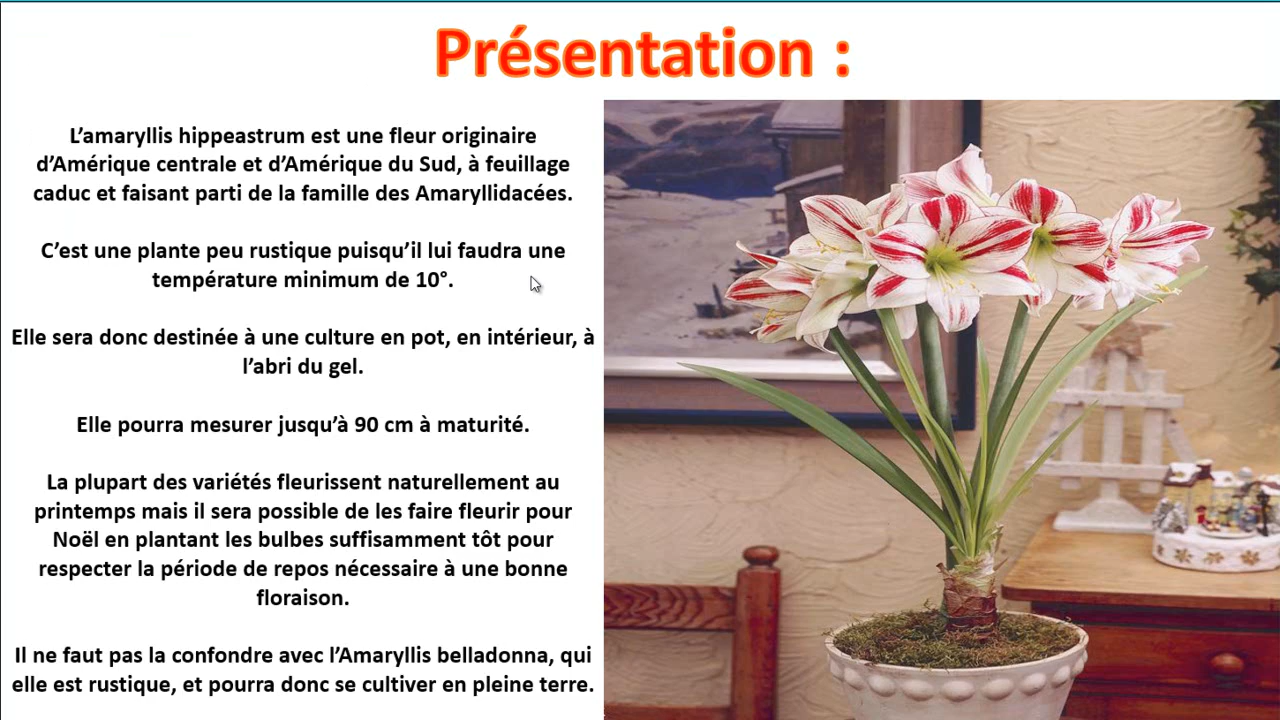 Présentation :
L’amaryllis hippeastrum est une fleur originaire
d’Amérique centrale et d’Amérique du Sud, à feuillage
caduc et faisant parti de la famille des Amaryllidacées.
C’est une plante peu rustique puisqu’il lui faudra une
température minimum de 10°.
Elle sera donc destinée à une culture en pot, en intérieur, à
l’abri du gel.
Elle pourra mesurer jusqu’à 90 cm à maturité.
La plupart des variétés fleurissent naturellement au
printemps mais il sera possible de les faire fleurir pour
Noël en plantant les bulbes suffisamment tôt pour
respecter la période de repos nécessaire à une bonne
floraison.
Il ne faut pas la confondre avec l’Amaryllis belladonna, qui
elle est rustique, et pourra donc se cultiver en pleine terre.